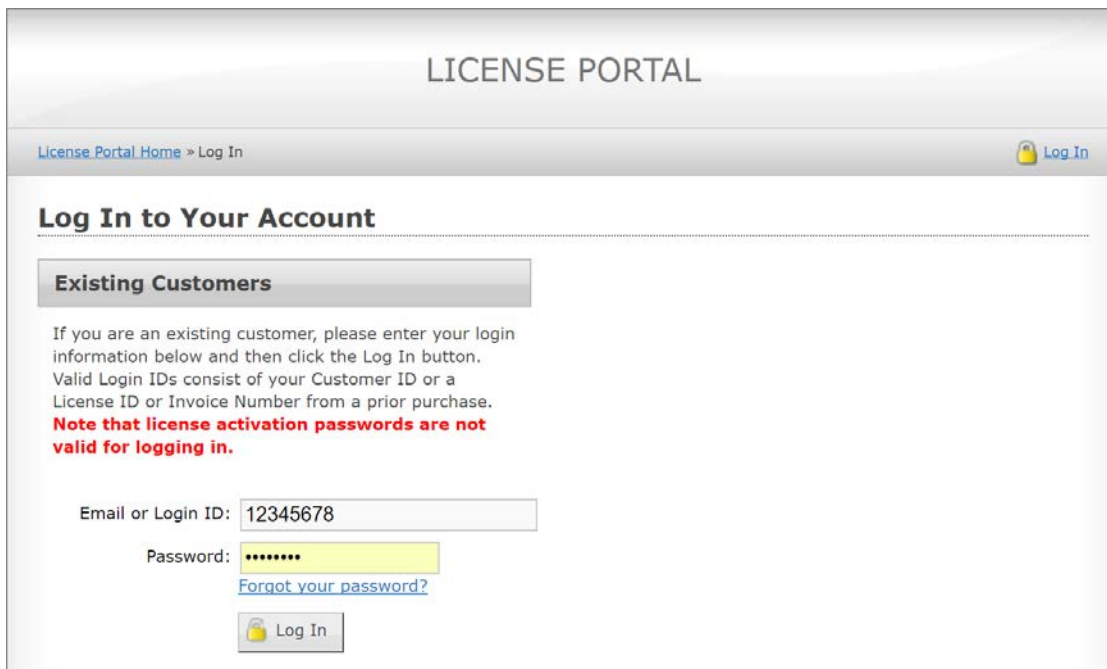 LICENSE PORTAL
License Portal Home » Log In
Log In
Log In to Your Account
Existing Customers
If you are an existing customer, please enter your login
information below and then click the Log In button.
Valid Login IDs consist of your Customer ID or a
License ID or Invoice Number from a prior purchase.
Note that license activation passwords are not
valid for logging in.
Email or Login ID: 12345678
Password: ••••••••
Forgot your password?
Log In